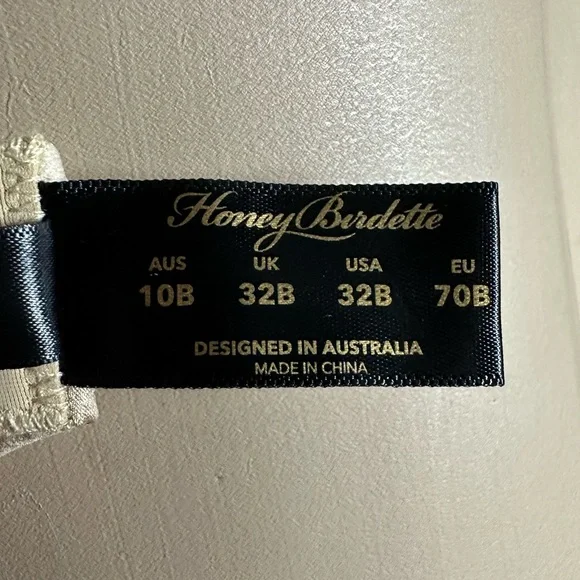 Honey Birdette
AUS UK USA EU
10B 32B 32B 70B
DESIGNED IN AUSTRALIA
MADE IN CHINA